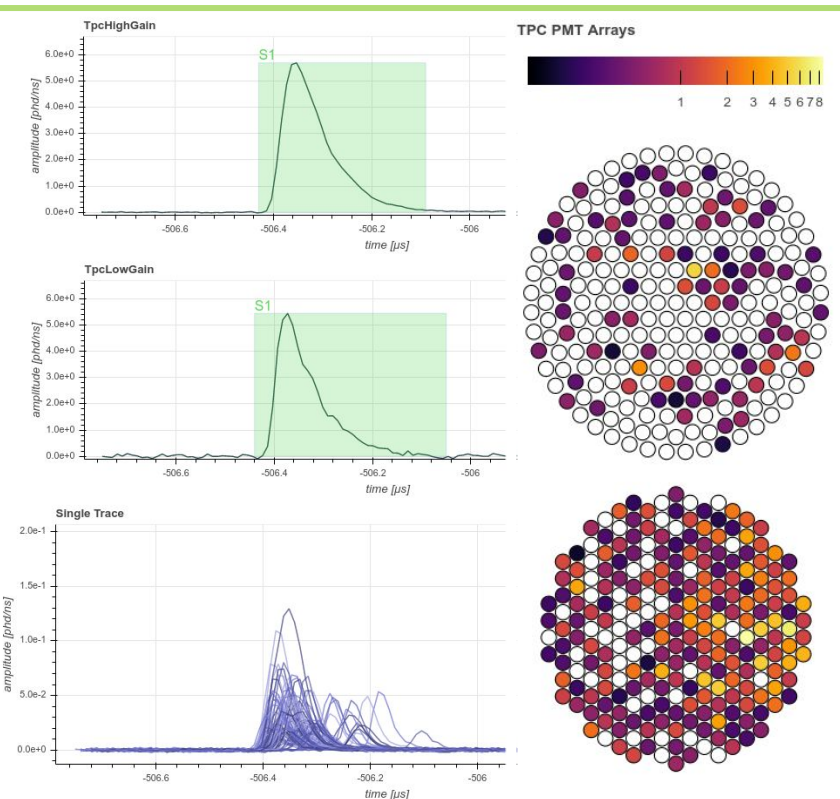 TpcHighGain
S1
6.0e+0
5.0e+0
4.0e+0
3.0e+0
2.0e+0
1.0e+0
0.0e+0
amplitude [phd/ns]
-506.6 -506.4 -506.2 -506
time [μs]
TpcLowGain
S1
6.0e+0
5.0e+0
4.0e+0
3.0e+0
2.0e+0
1.0e+0
0.0e+0
amplitude [phd/ns]
-506.6 -506.4 -506.2 -506
time [μs]
Single Trace
2.0e-1
1.5e-1
1.0e-1
5.0e-2
0.0e+0
amplitude [phd/ns]
-506.6 -506.4 -506.2 -506
time [μs]
TPC PMT Arrays
1 2 3 4 5 6 7 8